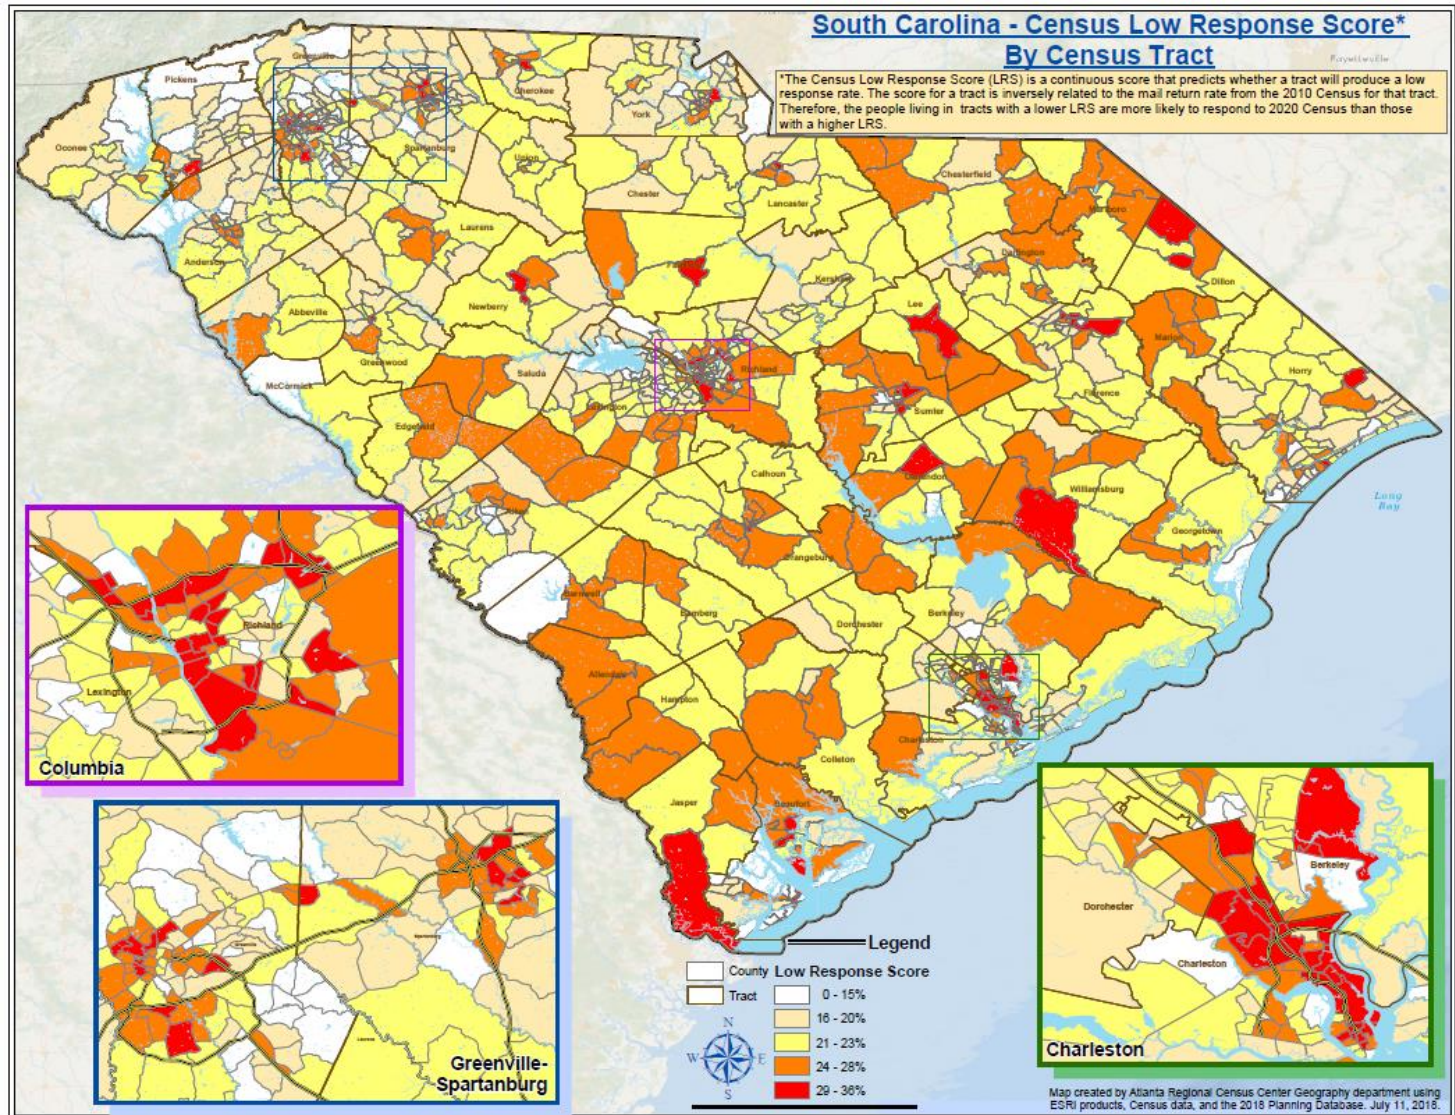 South Carolina - Census Low Response Score*
By Census Tract
*The Census Low Response Score (LRS) is a continuous score that predicts whether a tract will produce a low
response rate. The score for a tract is inversely related to the mail return rate from the 2010 Census for that tract.
Therefore, the people living in tracts with a lower LRS are more likely to respond to 2020 Census than those
with a higher LRS.
Pickens
Greenville
Cherokee
York
Oconee
Spartanburg
Union
Chester
Lancaster
Chesterfield
Marlboro
Anderson
Laurens
Darlington
Dillon
Kershaw
Newberry
Lee
Abbeville
Greenwood
Marion
McCormick
Saluda
Richland
Horry
Florence
Sumter
Edgefield
Lexington
Calhoun
Clarendon
Williamsburg
Long
Bay
Aiken
Orangeburg
Georgetown
Barnwell
Bamberg
Berkeley
Dorchester
Allendale
Hampton
Charleston
Colleton
Jasper
Beaufort
Richland
Lexington
Columbia
Greenville
Spartanburg
Laurens
Greenville-
Spartanburg
Berkeley
Dorchester
Charleston
Charleston
Legend
County
Tract
Low Response Score
0 - 15%
16 - 20%
21 - 23%
24 - 28%
29 - 36%
N
W
E
S
Map created by Atlanta Regional Census Center Geography department using
ESRI products, Census data, and the 2018 Planning Database. July 11, 2018.